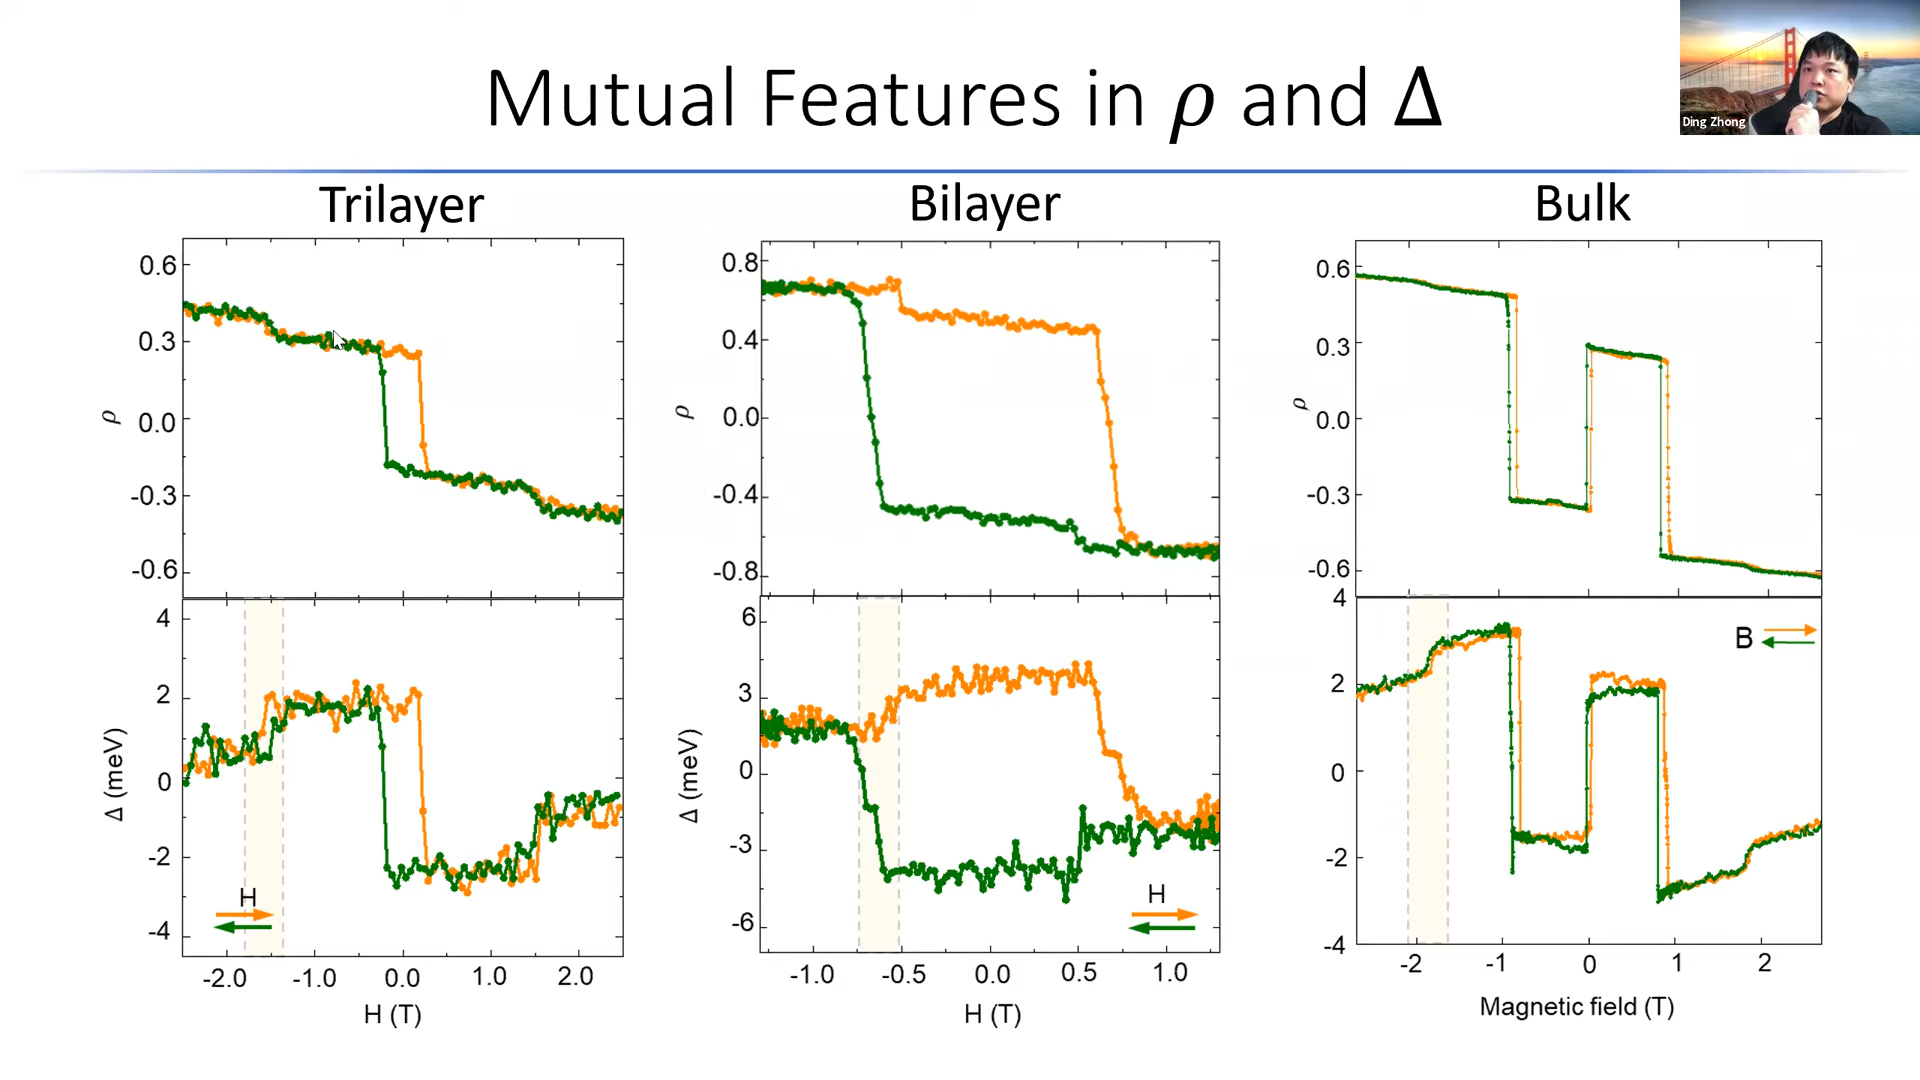 Mutual Features in ρ and Δ
Ding Zhong
Trilayer
Bilayer
Bulk
0.6
0.3
0.0
-0.3
-0.6
ρ
4
2
0
-2
-4
Δ (meV)
H
-2.0 -1.0 0.0 1.0 2.0
H (T)
0.8
0.4
0.0
-0.4
-0.8
ρ
6
3
0
-3
-6
Δ (meV)
H
-1.0 -0.5 0.0 0.5 1.0
H (T)
0.6
0.3
0.0
-0.3
-0.6
ρ
4
2
0
-2
-4
Δ (meV)
B
-2 -1 0 1 2
Magnetic field (T)